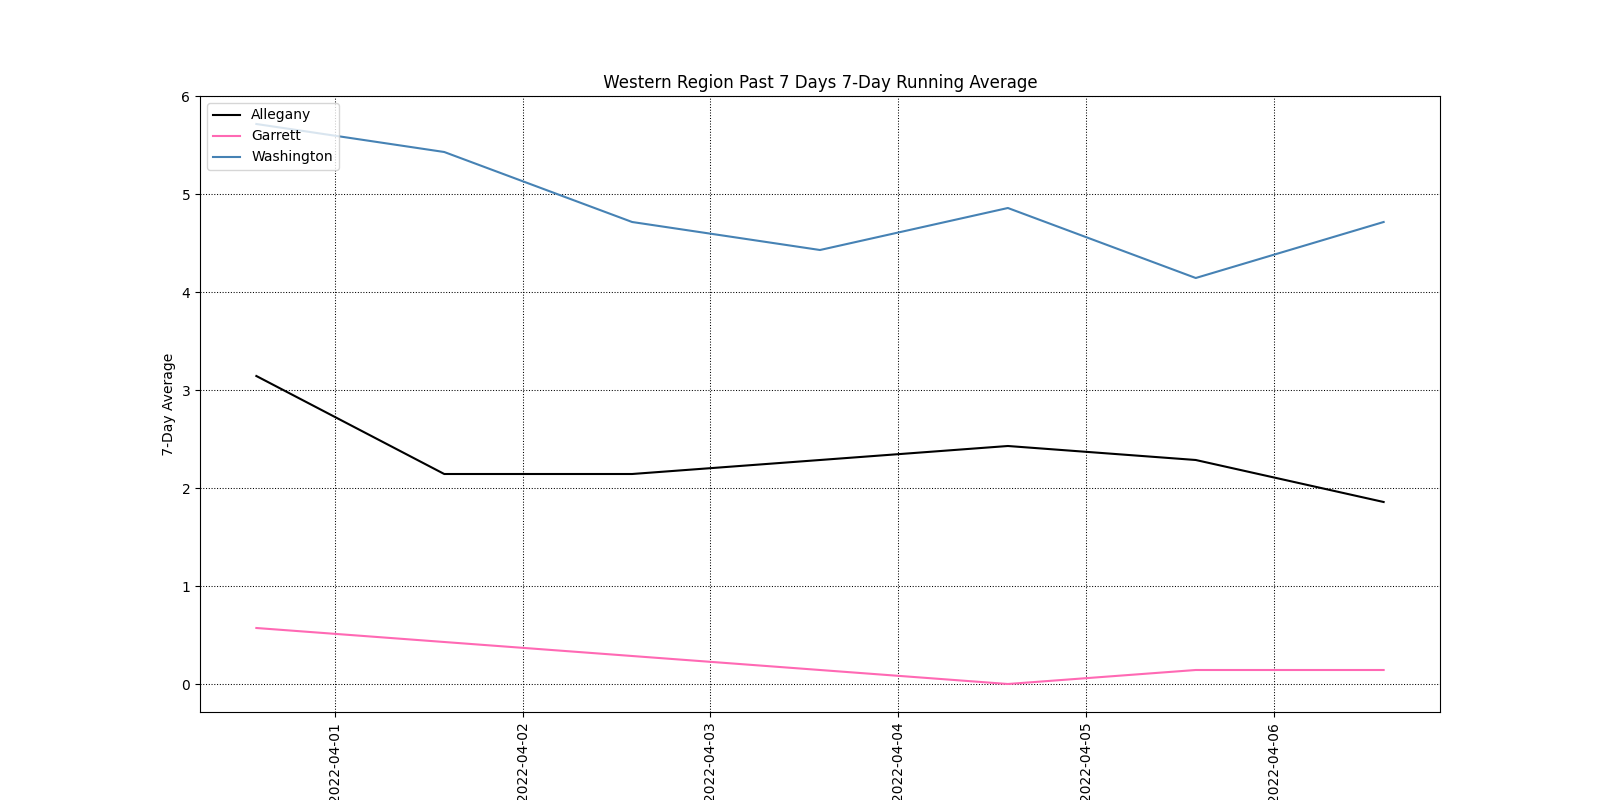 Western Region Past 7 Days 7-Day Running Average
Allegany
Garrett
Washington
7-Day Average
6
5
4
3
2
1
0
2022-04-01
2022-04-02
2022-04-03
2022-04-04
2022-04-05
2022-04-06